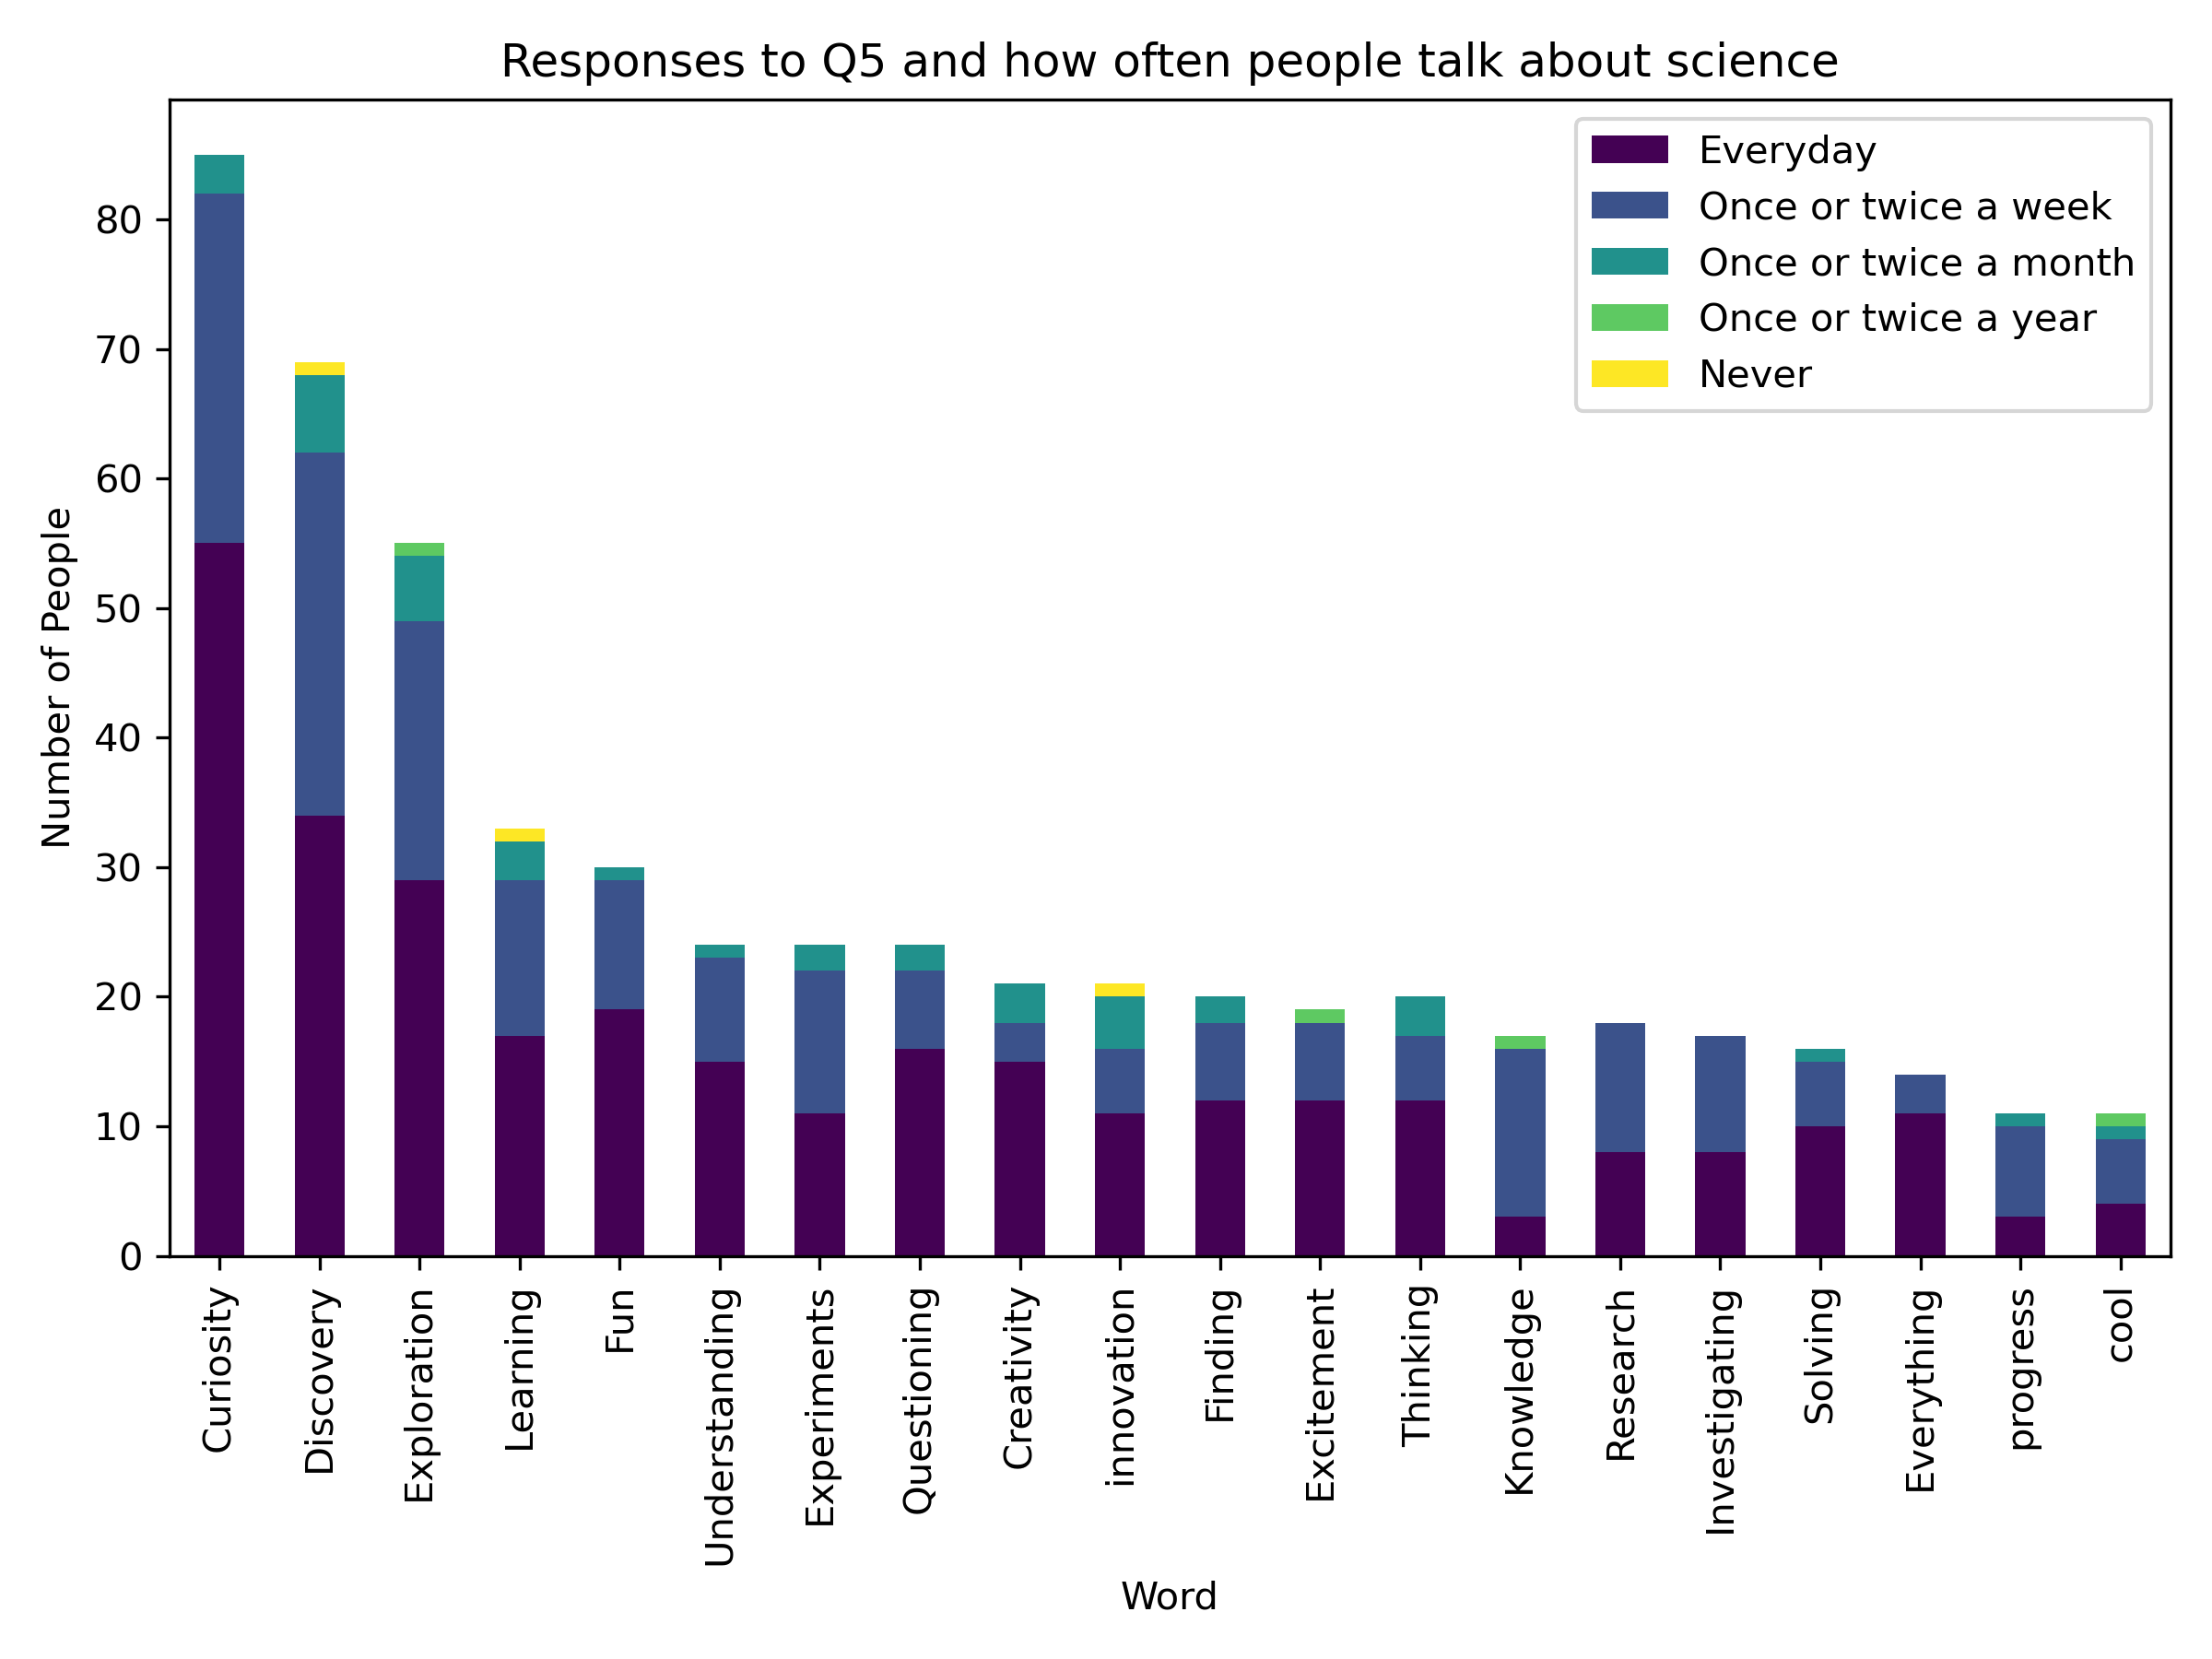 Responses to Q5 and how often people talk about science
Everyday
Once or twice a week
Once or twice a month
Once or twice a year
Never
Number of People
80
70
60
50
40
30
20
10
0
Curiosity
Discovery
Exploration
Learning
Fun
Understanding
Experiments
Questioning
Creativity
innovation
Finding
Excitement
Thinking
Knowledge
Research
Investigating
Solving
Everything
progress
cool
Word